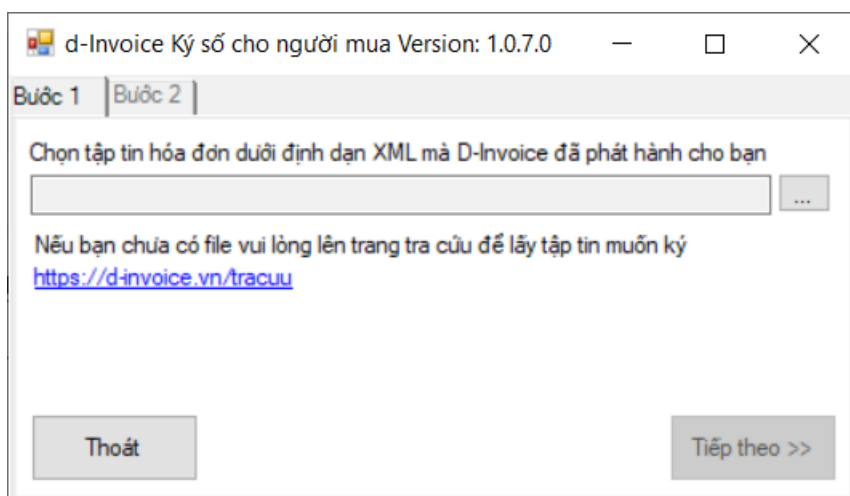 d-Invoice Ký số cho người mua Version: 1.0.7.0
Bước 1 Bước 2
Chọn tập tin hóa đơn dưới định dạn XML mà D-Invoice đã phát hành cho bạn
...
Nếu bạn chưa có file vui lòng lên trang tra cứu để lấy tập tin muốn ký
https://d-invoice.vn/tracuu
Thoát Tiếp theo >>